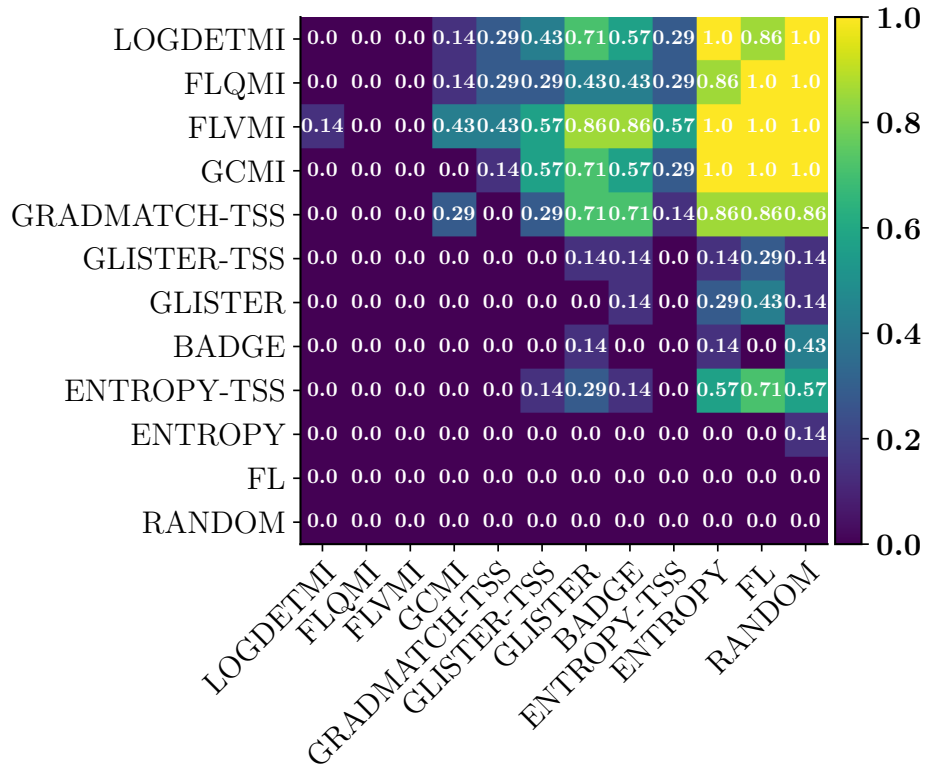 LOGDETMI 0.0 0.0 0.0 0.14 0.29 0.43 0.71 0.57 0.29 1.0 0.86 1.0 1.0
FLQMI 0.0 0.0 0.0 0.14 0.29 0.29 0.43 0.43 0.29 0.86 1.0 1.0
FLVMI 0.14 0.0 0.0 0.43 0.43 0.57 0.86 0.86 0.57 1.0 1.0 1.0 0.8
GCMI 0.0 0.0 0.0 0.0 0.14 0.57 0.71 0.57 0.29 1.0 1.0 1.0
GRADMATCH-TSS 0.0 0.0 0.0 0.29 0.0 0.29 0.71 0.71 0.14 0.86 0.86 0.86 0.6
GLISTER-TSS 0.0 0.0 0.0 0.0 0.0 0.0 0.14 0.14 0.0 0.14 0.29 0.14
GLISTER 0.0 0.0 0.0 0.0 0.0 0.0 0.0 0.14 0.0 0.29 0.43 0.14
BADGE 0.0 0.0 0.0 0.0 0.0 0.0 0.14 0.0 0.0 0.14 0.0 0.43 0.4
ENTROPY-TSS 0.0 0.0 0.0 0.0 0.0 0.14 0.29 0.14 0.0 0.57 0.71 0.57
ENTROPY 0.0 0.0 0.0 0.0 0.0 0.0 0.0 0.0 0.0 0.0 0.0 0.14 0.2
FL 0.0 0.0 0.0 0.0 0.0 0.0 0.0 0.0 0.0 0.0 0.0 0.0
RANDOM 0.0 0.0 0.0 0.0 0.0 0.0 0.0 0.0 0.0 0.0 0.0 0.0 0.0
LOGDETMI
FLQMI
FLVMI
GCMI
GRADMATCH-TSS
GLISTER-TSS
GLISTER
BADGE
ENTROPY-TSS
ENTROPY
FL
RANDOM